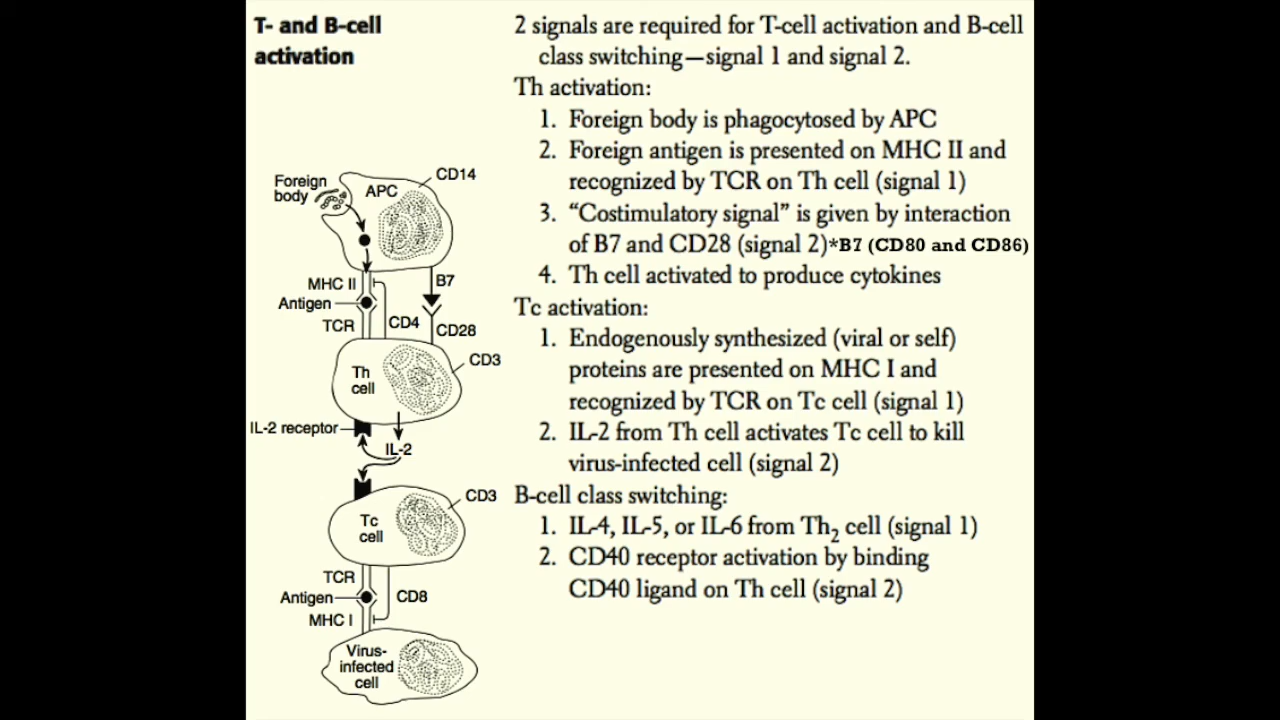 T- and B-cell
activation
2 signals are required for T-cell activation and B-cell
class switching—signal 1 and signal 2.
Th activation:
1. Foreign body is phagocytosed by APC
2. Foreign antigen is presented on MHC II and
recognized by TCR on Th cell (signal 1)
3. “Costimulatory signal” is given by interaction
of B7 and CD28 (signal 2)*B7 (CD80 and CD86)
4. Th cell activated to produce cytokines
Tc activation:
1. Endogenously synthesized (viral or self)
proteins are presented on MHC I and
recognized by TCR on Tc cell (signal 1)
2. IL-2 from Th cell activates Tc cell to kill
virus-infected cell (signal 2)
B-cell class switching:
1. IL-4, IL-5, or IL-6 from Th2 cell (signal 1)
2. CD40 receptor activation by binding
CD40 ligand on Th cell (signal 2)
CD14
Foreign
body
APC
MHC II
B7
Antigen
TCR
CD4
CD28
CD3
Th
cell
IL-2 receptor
IL-2
CD3
Tc
cell
TCR
Antigen
CD8
MHC I
Virus-
infected
cell